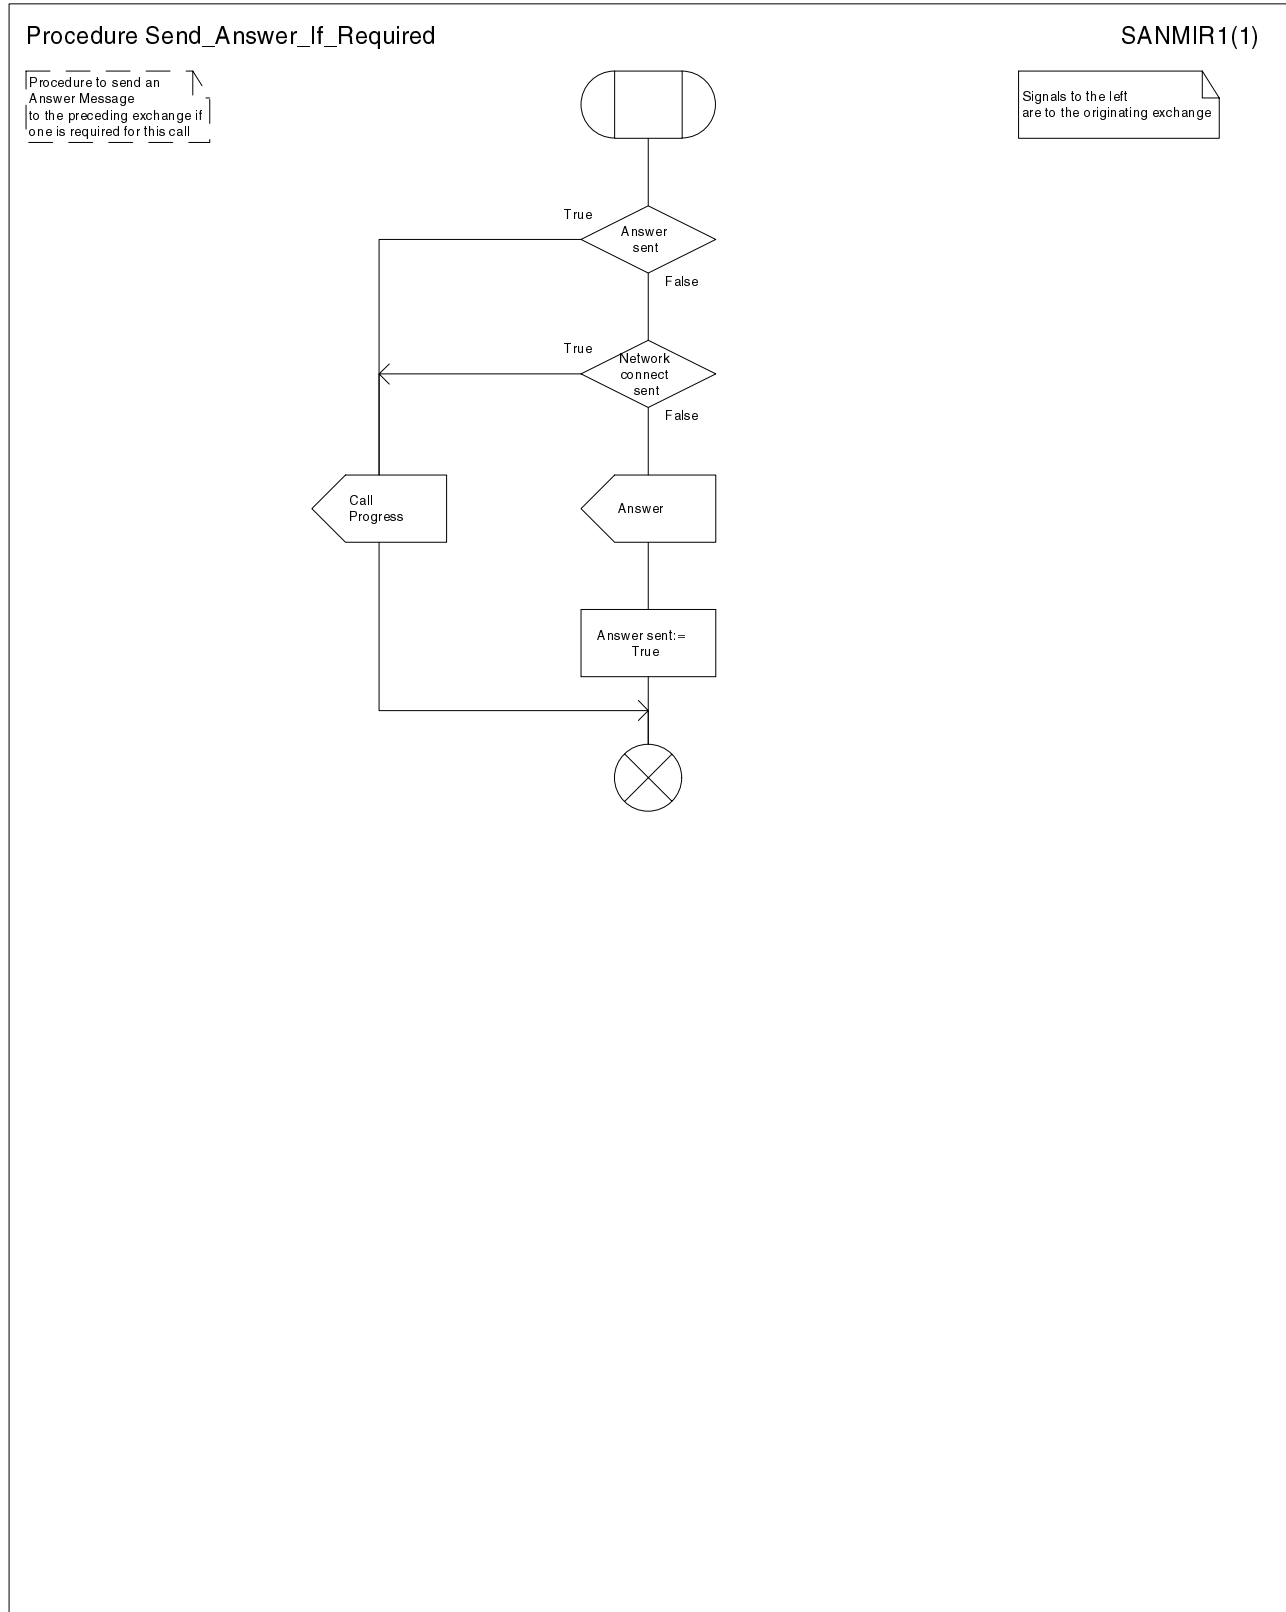 Procedure Send_Answer_If_Required
SANMIR1(1)
Procedure to send an
Answer Message
to the preceding exchange if
one is required for this call
Signals to the left
are to the originating exchange
True
Answer
sent
False
True
Network
connect
sent
False
Call
Progress
Answer
Answer sent:=
True